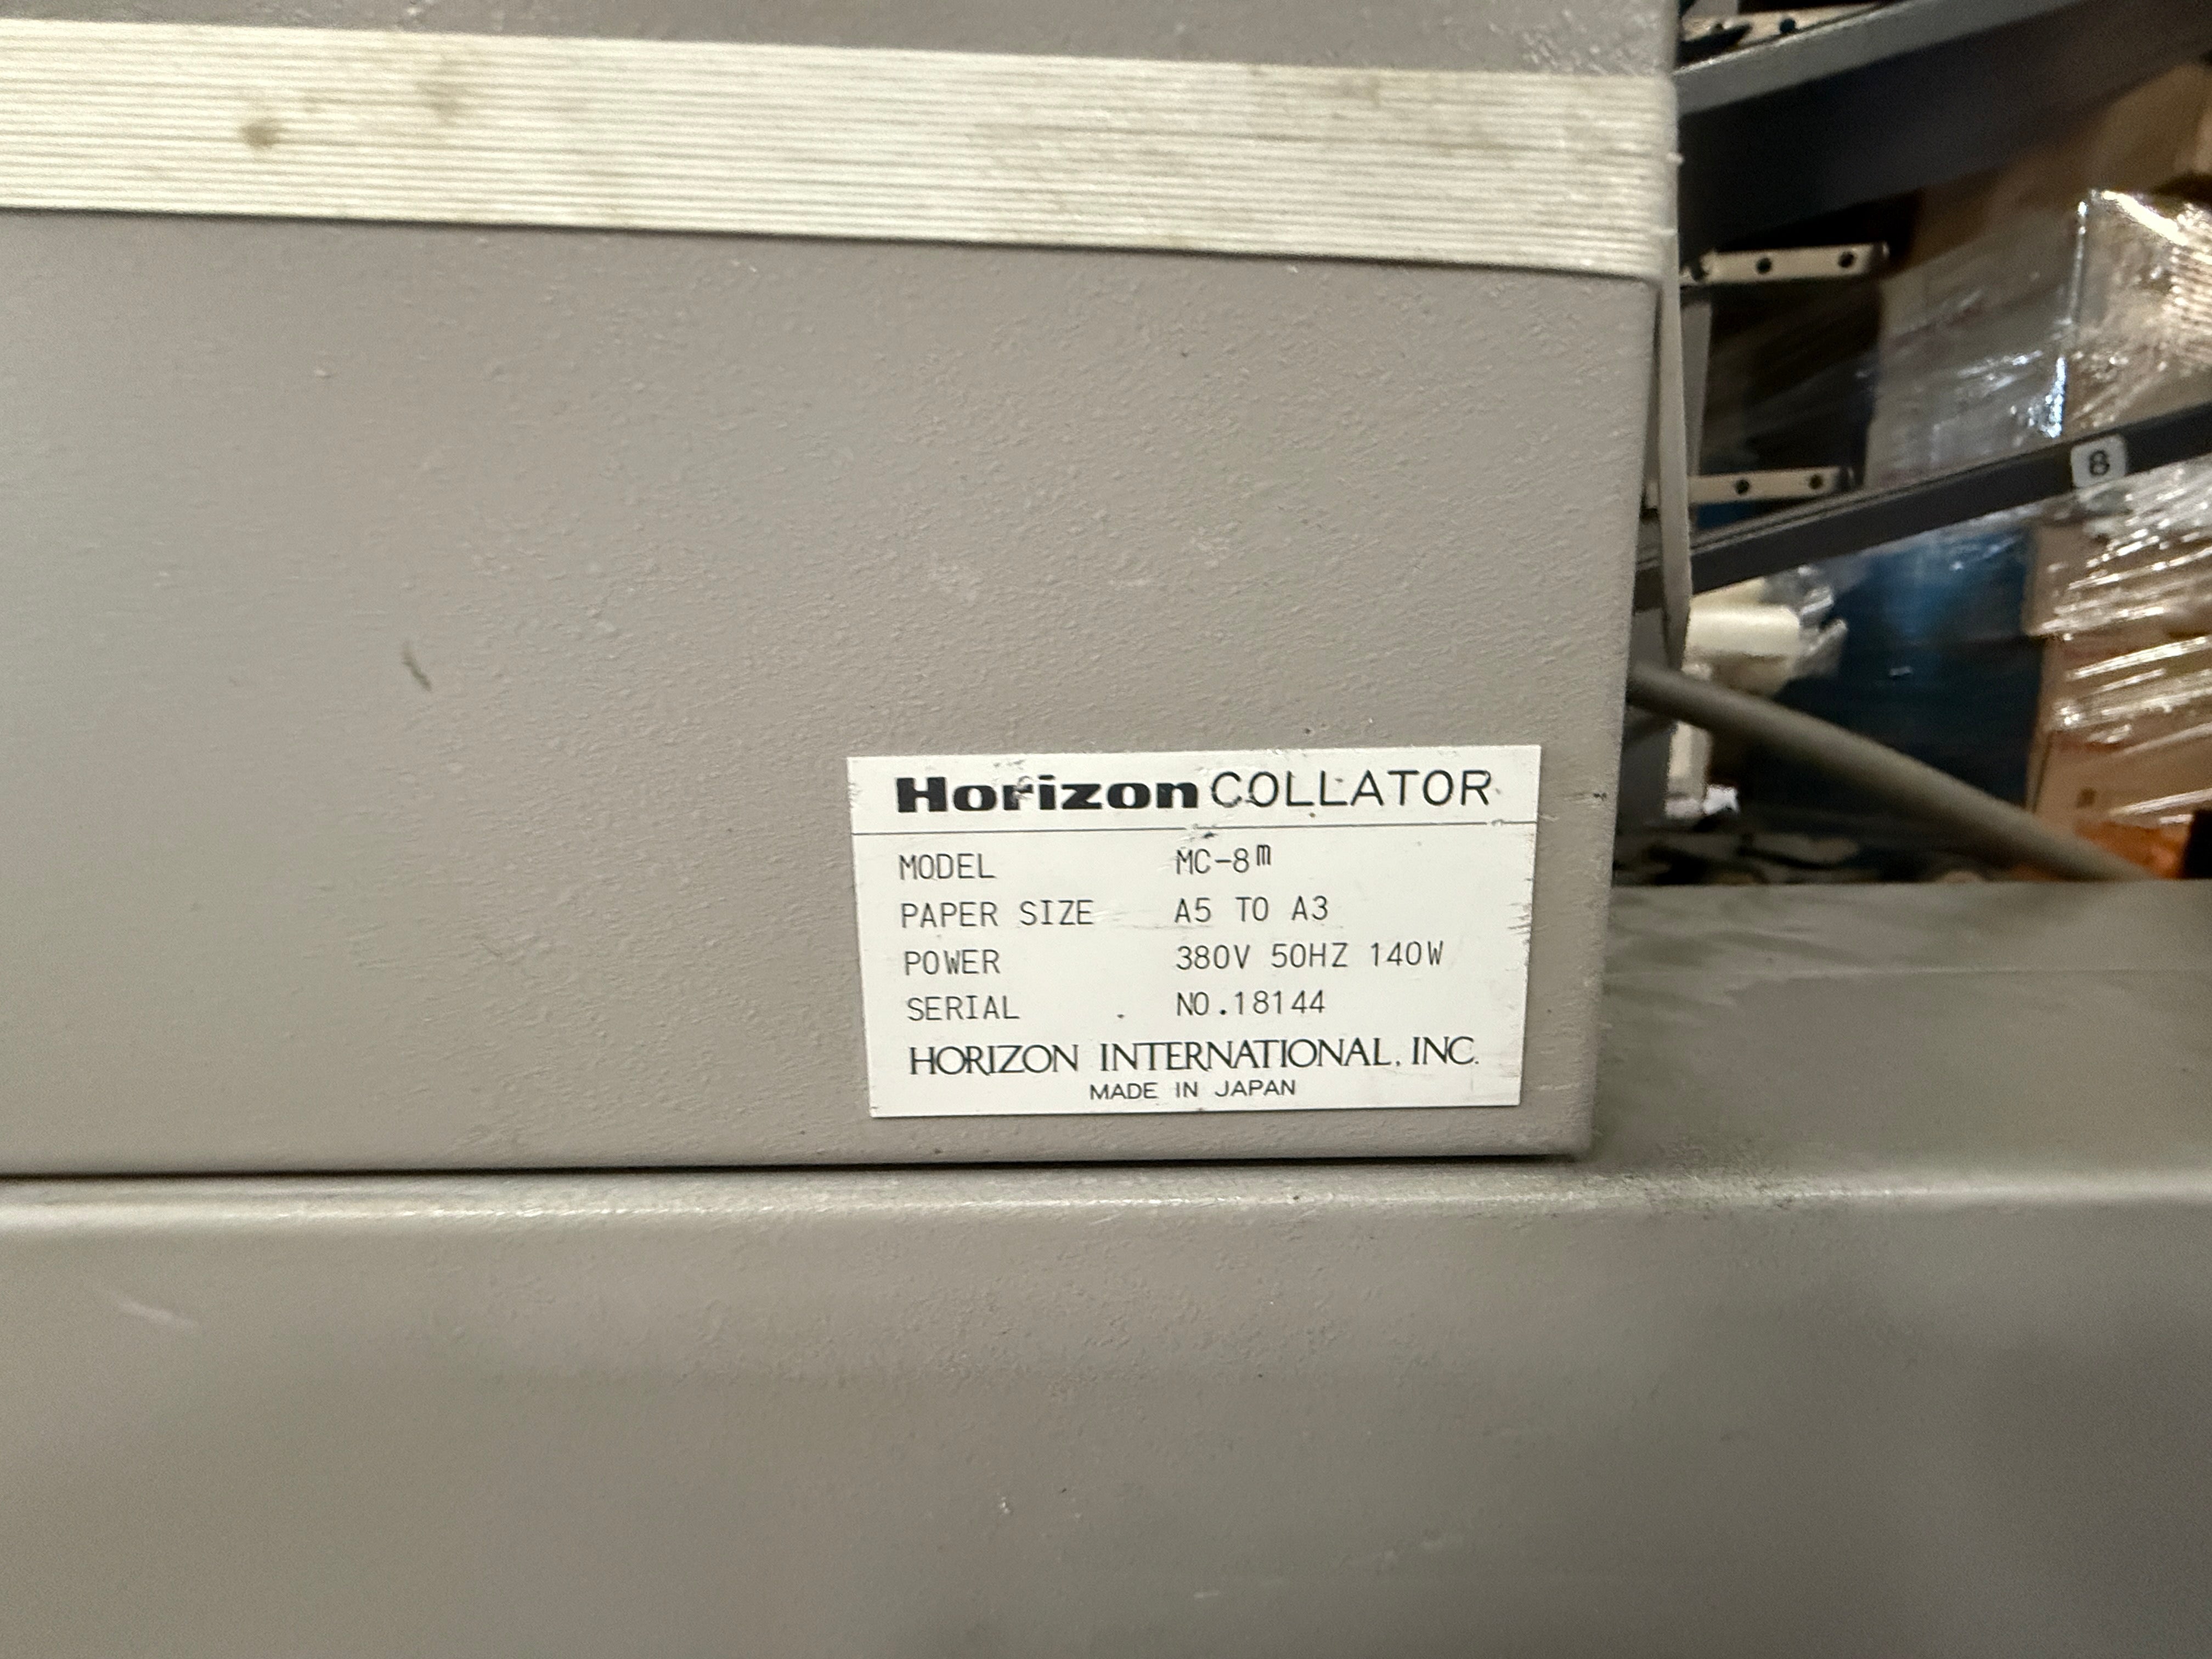 Horizon COLLATOR
MODEL MC-8m
PAPER SIZE A5 TO A3
POWER 380V 50HZ 140W
SERIAL NO.18144
HORIZON INTERNATIONAL, INC.
MADE IN JAPAN
8